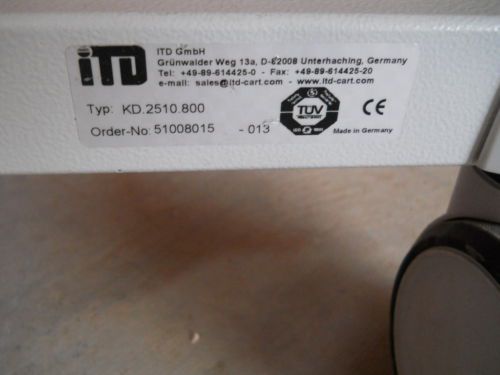 iTD
ITD GmbH
Grünwalder Weg 13a, D-82008 Unterhaching, Germany
Tel: +49-89-614425-0 - Fax: +49-89-614425-20
e-mail: sales@itd-cart.com - www.itd-cart.com
Typ: KD.2510.800
Order-No: 51008015 - 013
TÜV
CE
Made in Germany